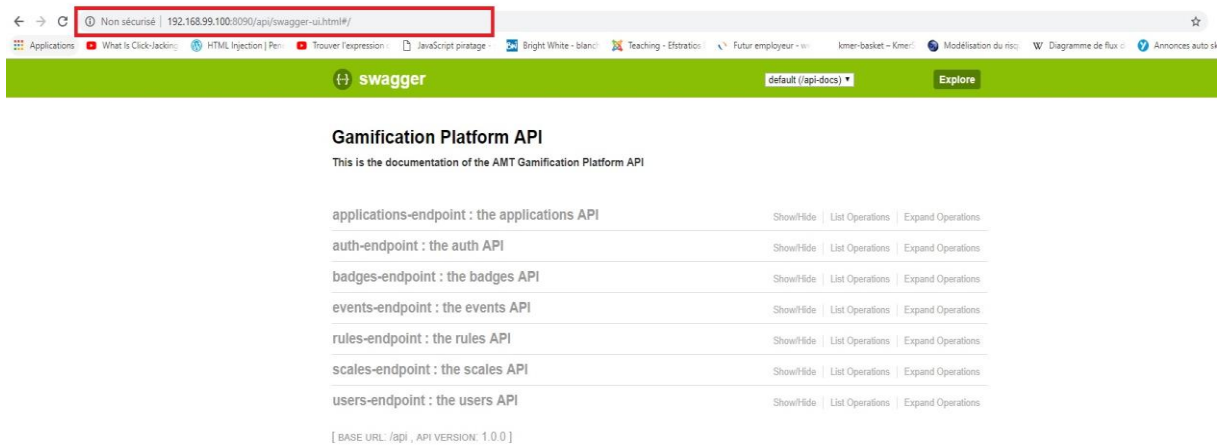 Non sécurisé | 192.168.99.100:8090/api/swagger-ui.html#/
Applications What Is Click-Jacking HTML Injection | Pen Trouver l'expression JavaScript piratage - Bright White - blanch Teaching - Efstratios Futur employeur - kmer-basket – KmerS Modélisation du risq W Diagramme de flux d Annonces auto sk
swagger default (/api-docs) Explore
Gamification Platform API
This is the documentation of the AMT Gamification Platform API
applications-endpoint : the applications API Show/Hide | List Operations | Expand Operations
auth-endpoint : the auth API Show/Hide | List Operations | Expand Operations
badges-endpoint : the badges API Show/Hide | List Operations | Expand Operations
events-endpoint : the events API Show/Hide | List Operations | Expand Operations
rules-endpoint : the rules API Show/Hide | List Operations | Expand Operations
scales-endpoint : the scales API Show/Hide | List Operations | Expand Operations
users-endpoint : the users API Show/Hide | List Operations | Expand Operations
[ BASE URL: /api , API VERSION: 1.0.0 ]